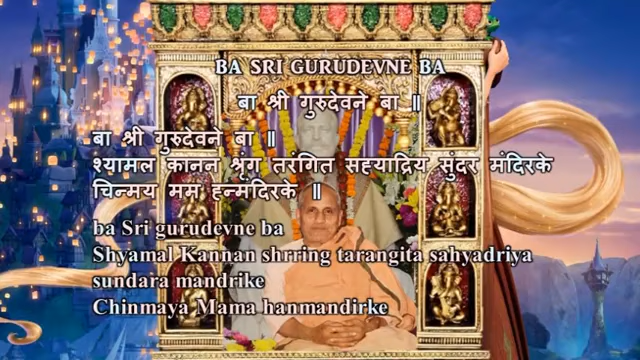 BA SRI GURUDEVNE BA
बा श्री गुरुदेवने बा ॥
बा श्री गुरुदेवने बा ॥
श्यामल कानन श्रृग तरंगित सह्याद्रिय सुंदर मंदिरके
चिन्मय मम ह्न्मदिरके ॥
ba Sri gurudevne ba
Shyamal Kannan shrring tarangita sahyadriya
sundara mandrike
Chinmaya Mama hanmandirke